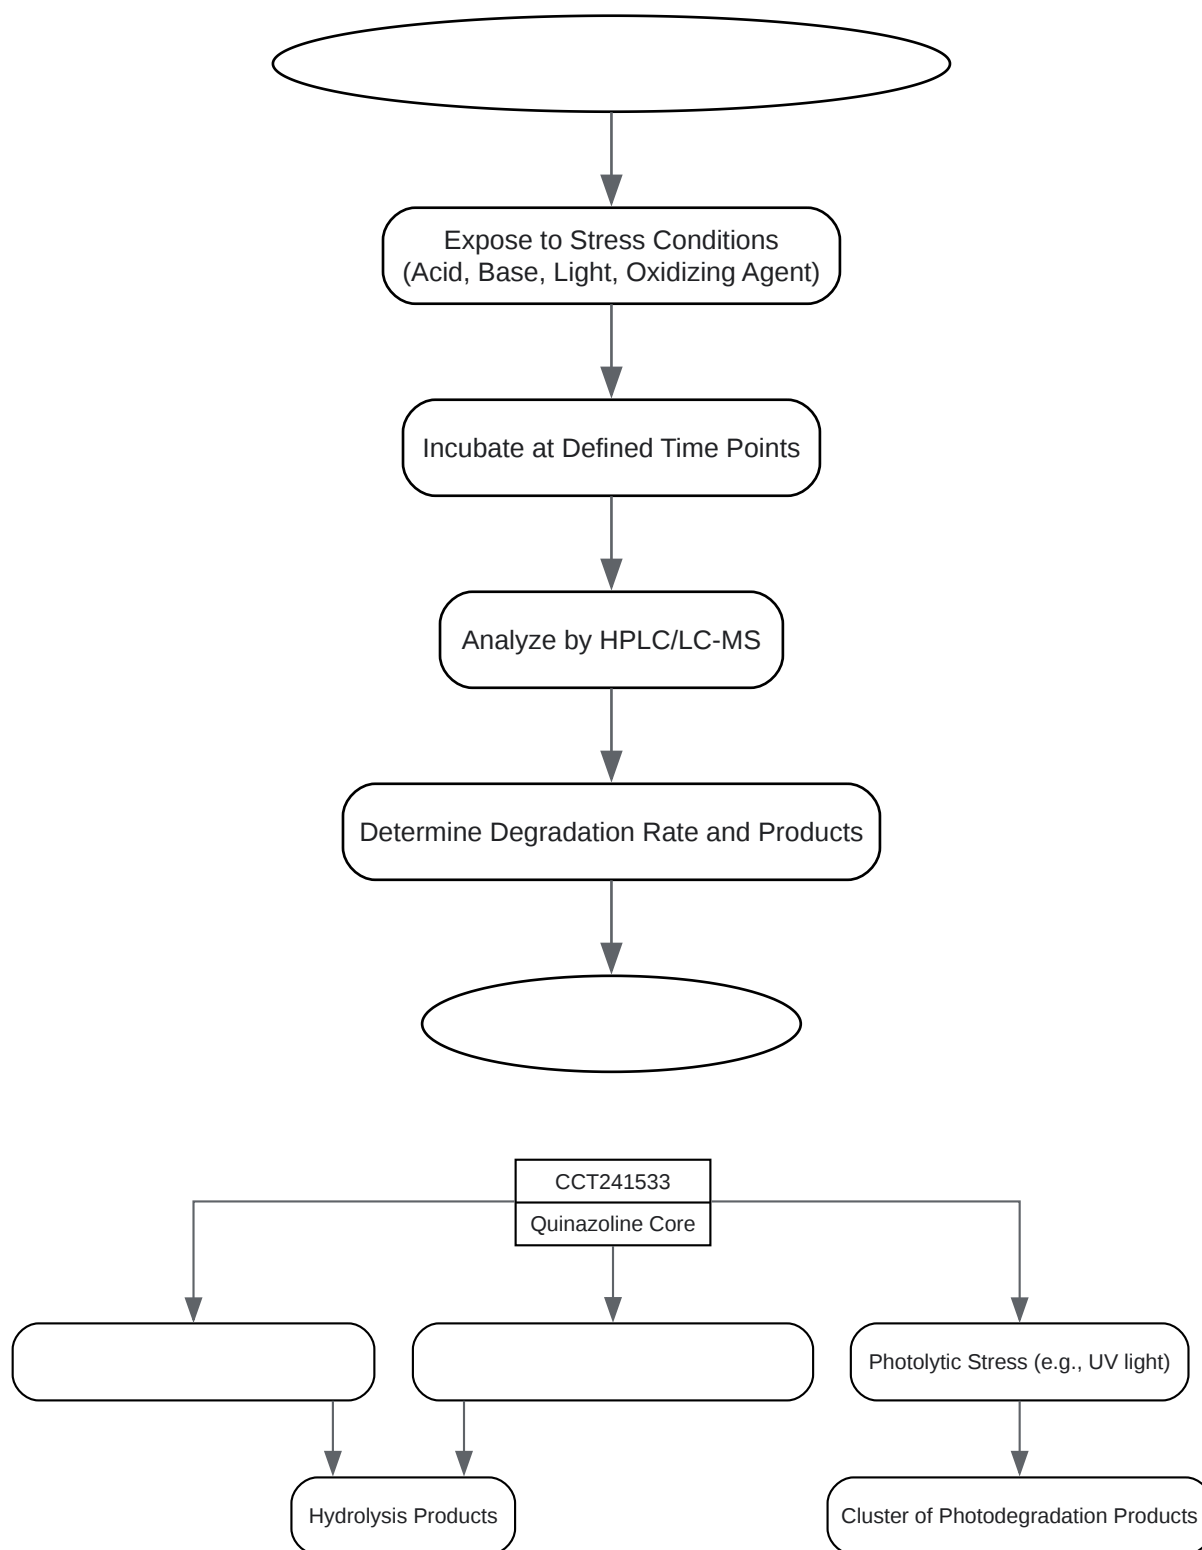 Expose to Stress Conditions
(Acid, Base, Light, Oxidizing Agent)
Incubate at Defined Time Points
Analyze by HPLC/LC-MS
Determine Degradation Rate and Products
CCT241533
Quinazoline Core
Photolytic Stress (e.g., UV light)
Hydrolysis Products
Cluster of Photodegradation Products